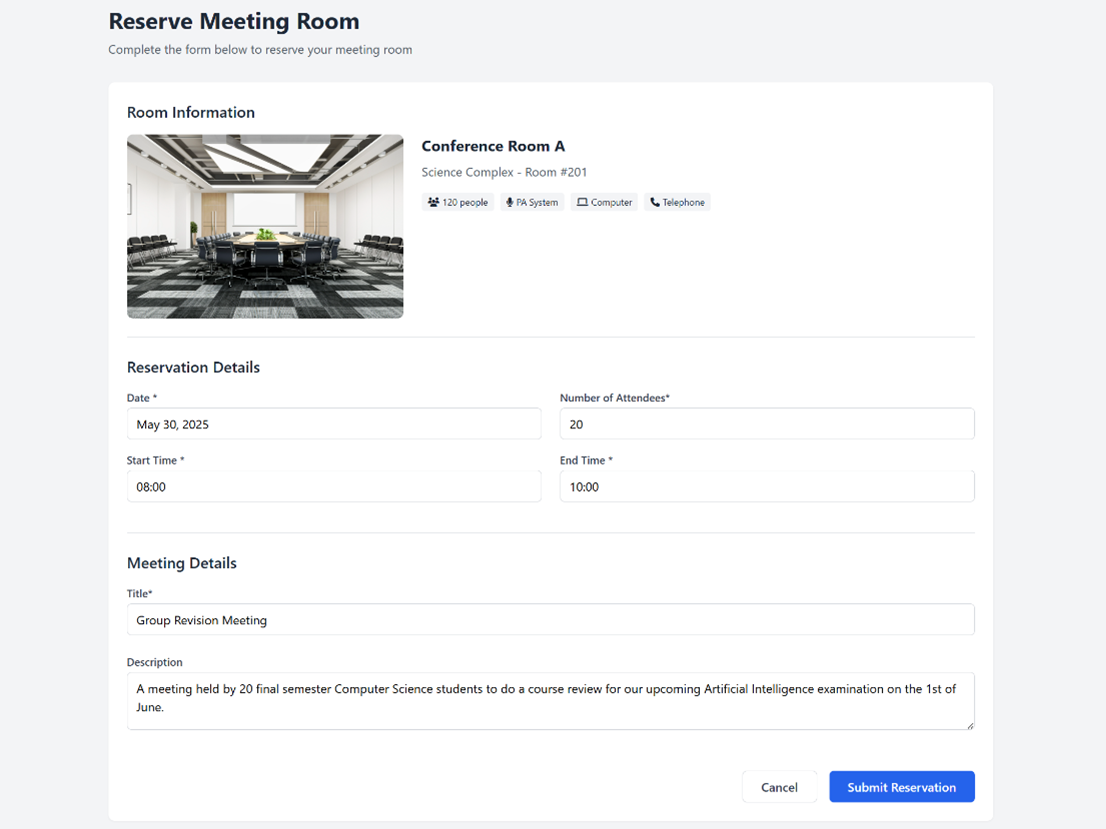 Reserve Meeting Room
Complete the form below to reserve your meeting room
Room Information
Conference Room A
Science Complex - Room #201
120 people PA System Computer Telephone
Reservation Details
Date * Number of Attendees*
May 30, 2025 20
Start Time * End Time *
08:00 10:00
Meeting Details
Title*
Group Revision Meeting
Description
A meeting held by 20 final semester Computer Science students to do a course review for our upcoming Artificial Intelligence examination on the 1st of
June.
Cancel Submit Reservation